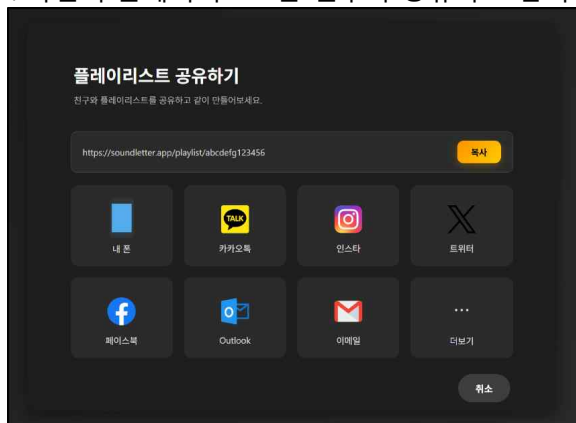 플레이리스트 공유하기
친구와 플레이리스트를 공유하고 같이 만들어보세요.
https://soundletter.app/playlist/abcdefg123456
복사
TALK
내 폰
카카오톡
인스타
트위터
페이스북
Outlook
이메일
더보기
취소